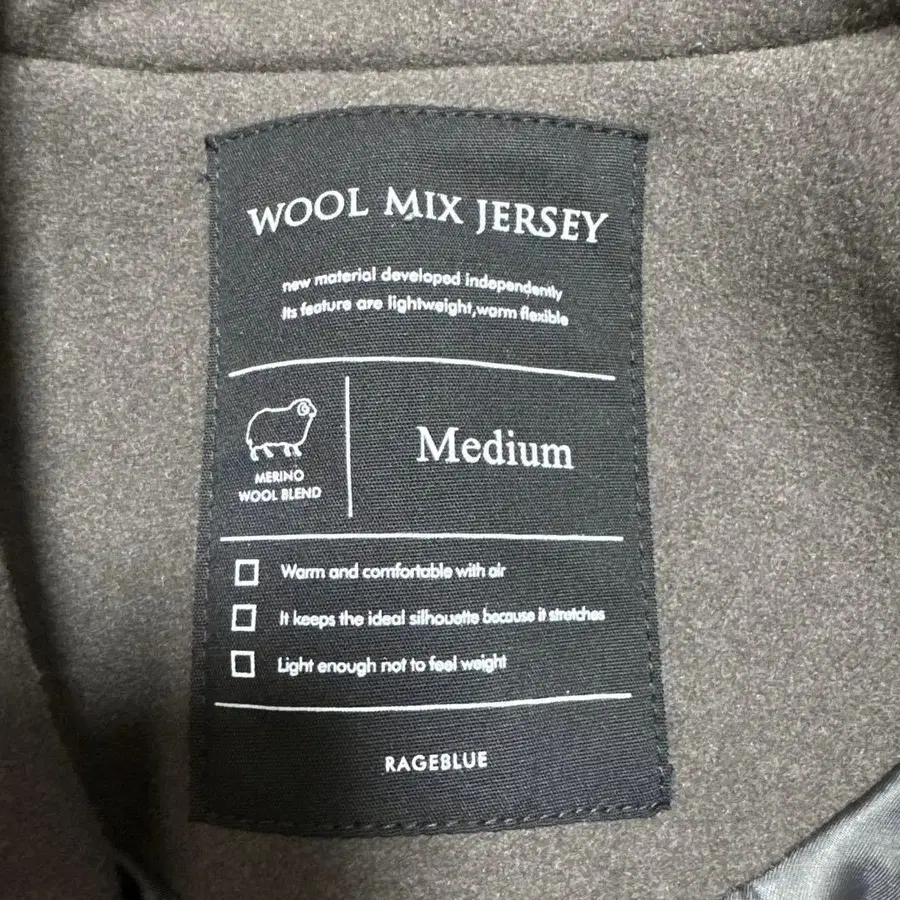 WOOL MIX JERSEY
new material developed independently
Its feature are lightweight,warm flexible
MERINO
WOOL BLEND
Medium
Warm and comfortable with air
It keeps the ideal silhouette because it stretches
Light enough not to feel weight
RAGEBLUE